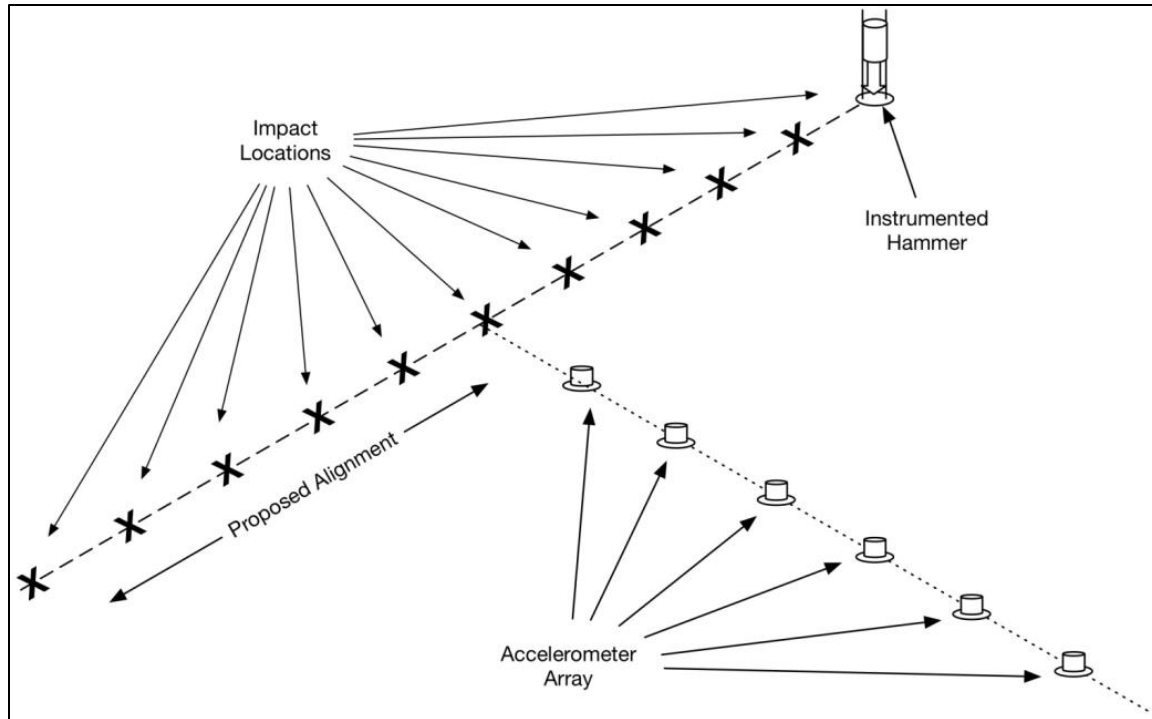 Impact
Locations
Instrumented
Hammer
Proposed Alignment
Accelerometer
Array